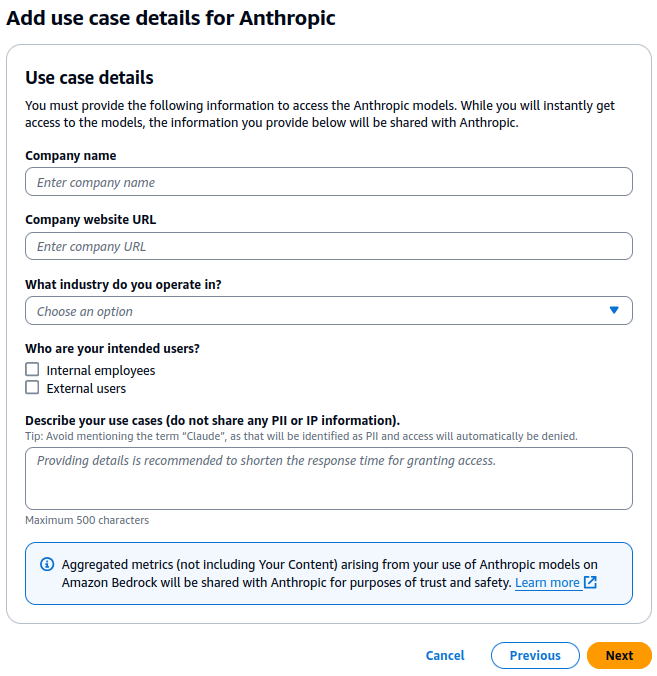 Add use case details for Anthropic
Use case details
You must provide the following information to access the Anthropic models. While you will instantly get
access to the models, the information you provide below will be shared with Anthropic.
Company name
Enter company name
Company website URL
Enter company URL
What industry do you operate in?
Choose an option
Who are your intended users?
Internal employees
External users
Describe your use cases (do not share any PII or IP information).
Tip: Avoid mentioning the term “Claude”, as that will be identified as PII and access will automatically be denied.
Providing details is recommended to shorten the response time for granting access.
Maximum 500 characters
Aggregated metrics (not including Your Content) arising from your use of Anthropic models on
Amazon Bedrock will be shared with Anthropic for purposes of trust and safety. Learn more
Cancel Previous Next